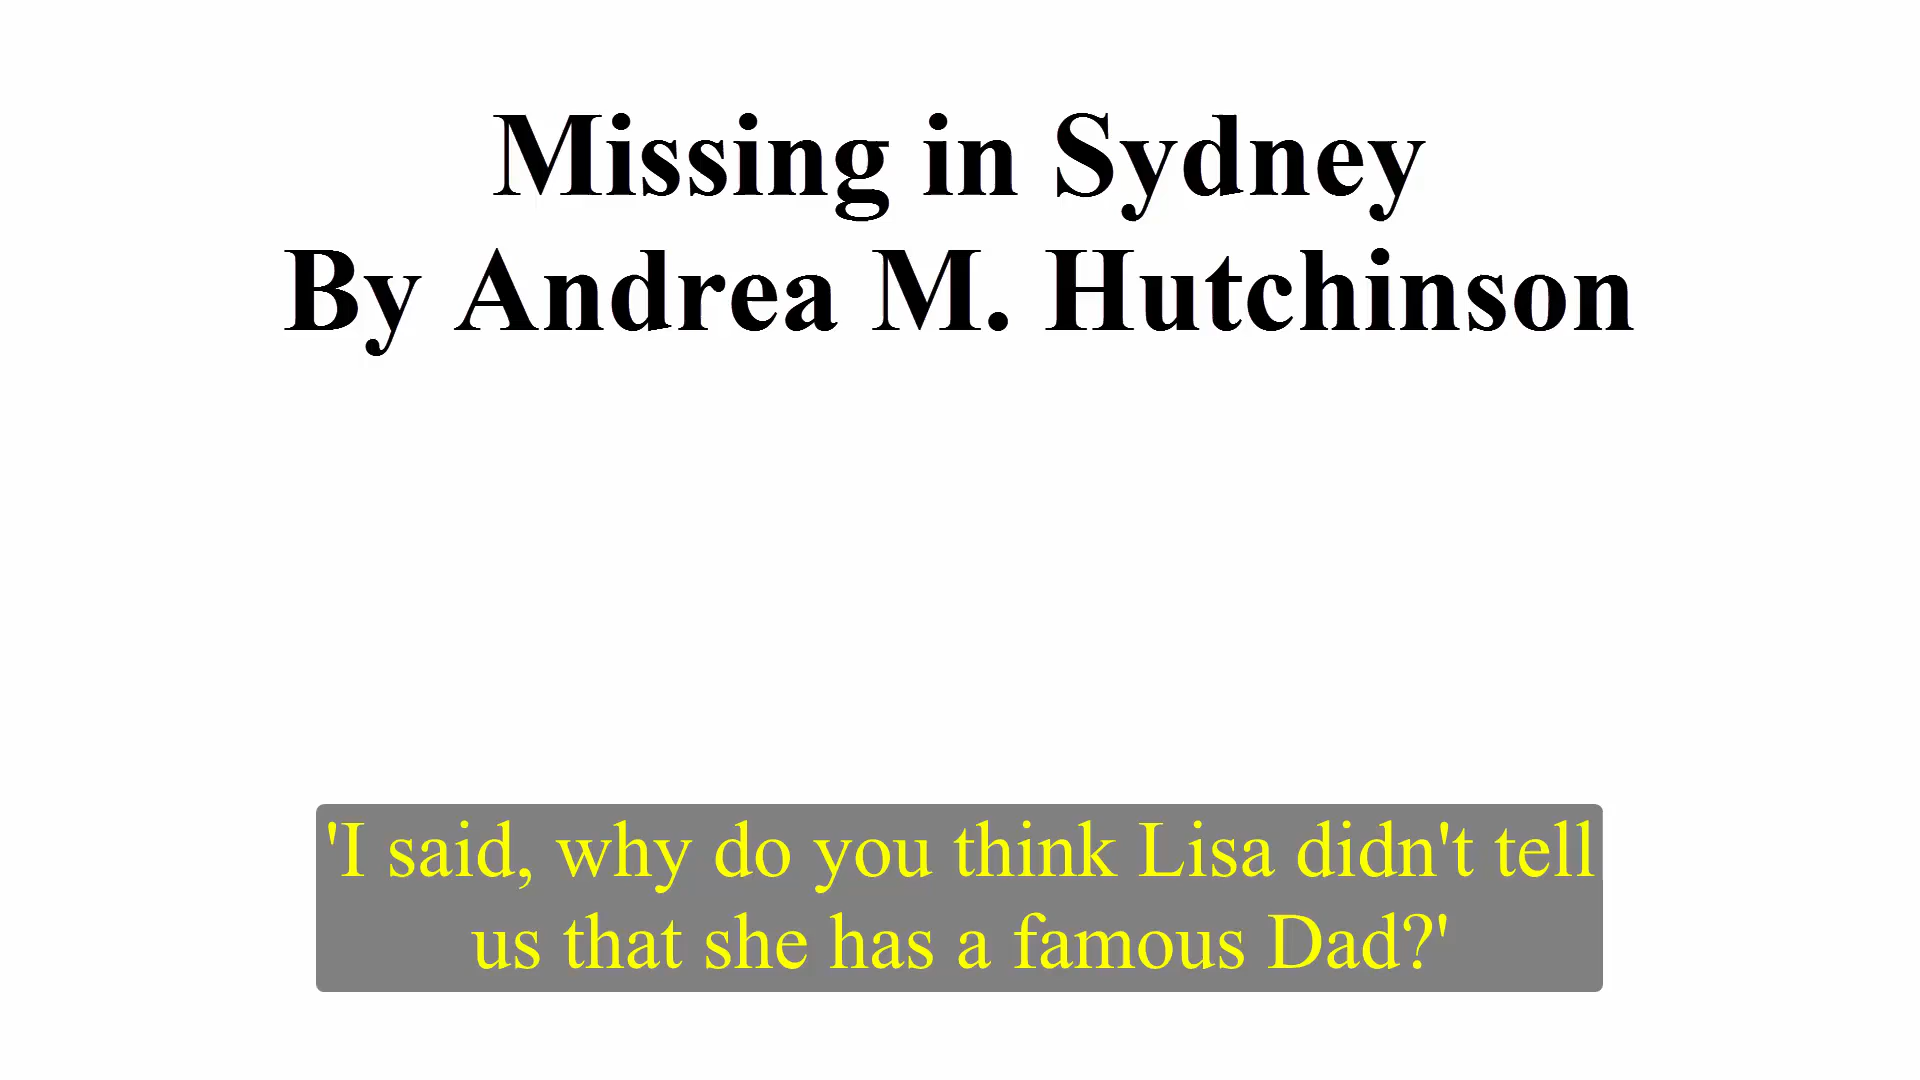 Missing in Sydney
By Andrea M. Hutchinson
'I said, why do you think Lisa didn't tell
us that she has a famous Dad?'